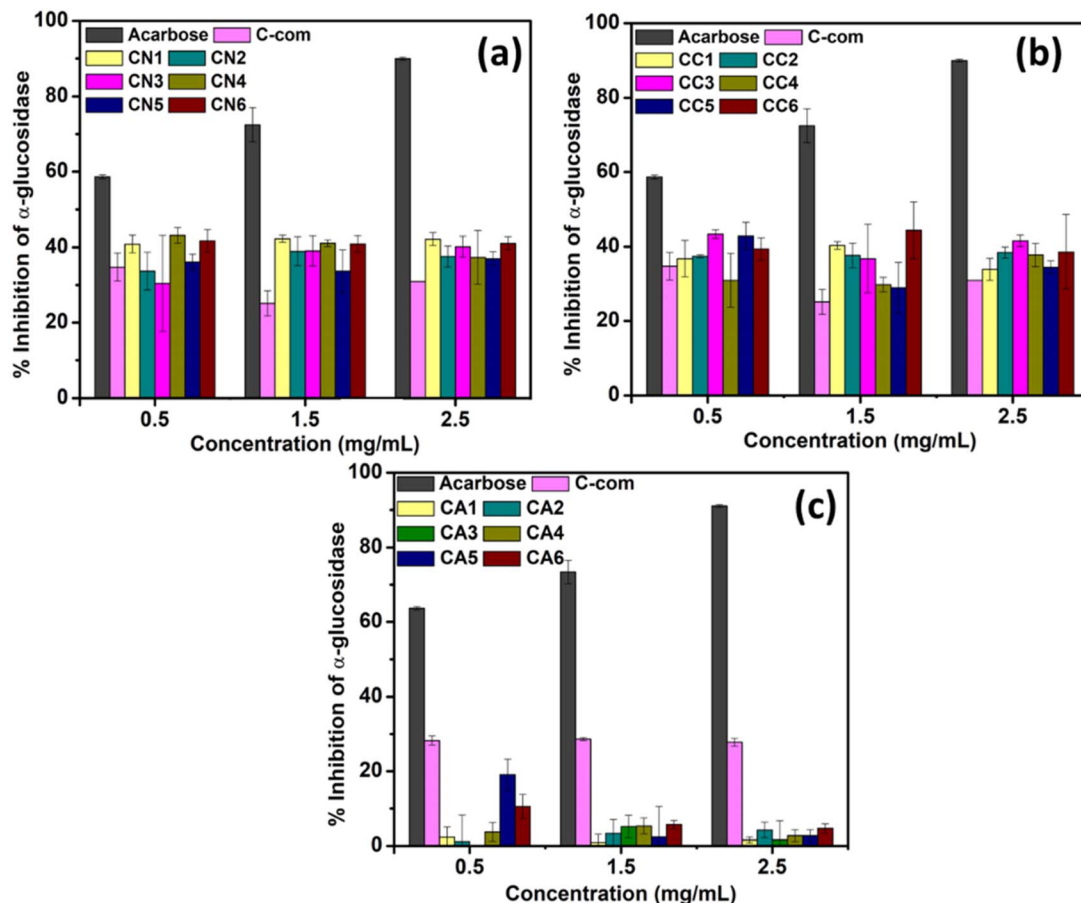 (a)
Acarbose C-com
CN1 CN2
CN3 CN4
CN5 CN6
% Inhibition of α-glucosidase
100
80
60
40
20
0
0.5 1.5 2.5
Concentration (mg/mL)
(b)
Acarbose C-com
CC1 CC2
CC3 CC4
CC5 CC6
% Inhibition of α-glucosidase
100
80
60
40
20
0
0.5 1.5 2.5
Concentration (mg/mL)
(c)
Acarbose C-com
CA1 CA2
CA3 CA4
CA5 CA6
% Inhibition of α-glucosidase
100
80
60
40
20
0
0.5 1.5 2.5
Concentration (mg/mL)